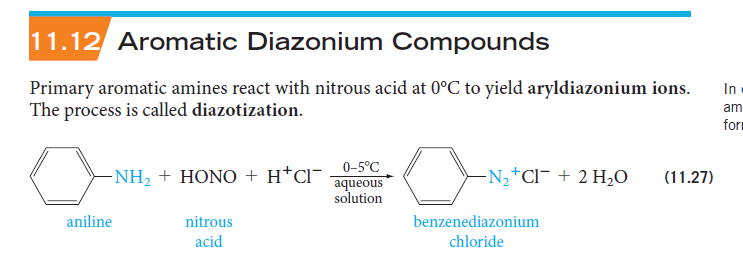 11.12 Aromatic Diazonium Compounds
Primary aromatic amines react with nitrous acid at 0°C to yield aryldiazonium ions.
The process is called diazotization.
In
am
for
NH₂ + HONO + H⁺Cl⁻ 0–5°C aqueous solution N₂⁺Cl⁻ + 2 H₂O (11.27)
aniline nitrous acid benzenediazonium chloride